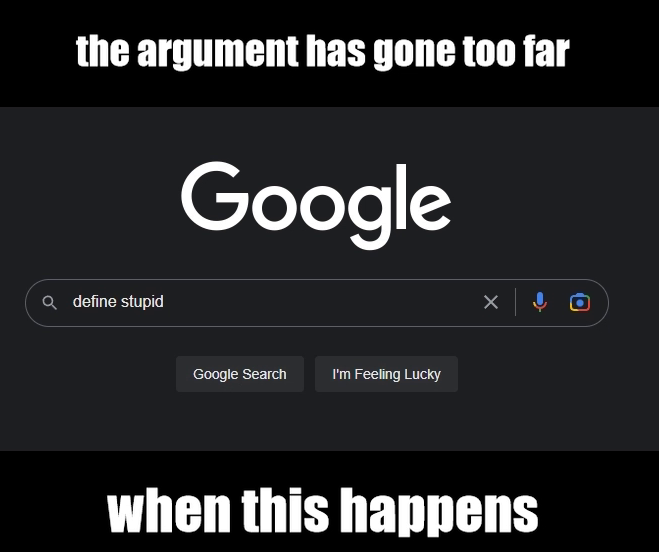 the argument has gone too far
Google
define stupid
Google Search
I'm Feeling Lucky
when this happens